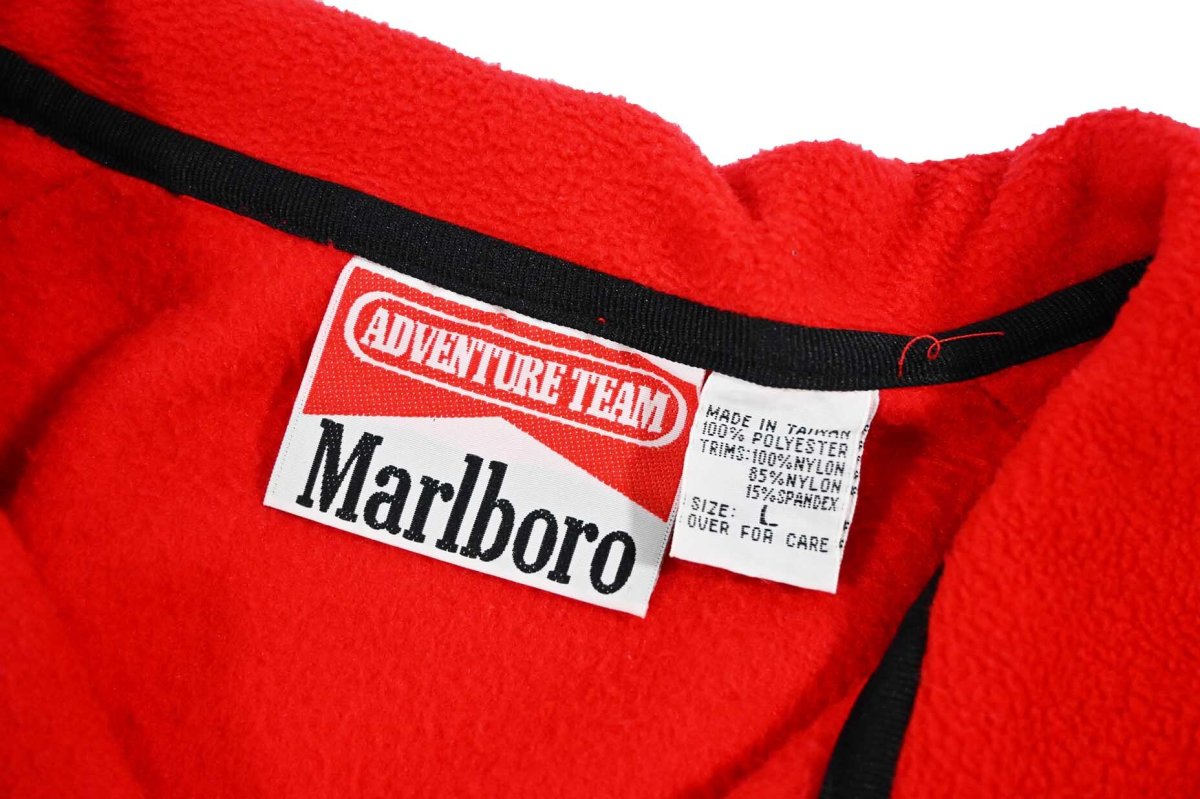 ADVENTURE TEAM
Marlboro
MADE IN TAIWAN
100% POLYESTER
TRIMS:100%NYLON
85%NYLON
15%SPANDEX
SIZE: L
OVER FOR CARE